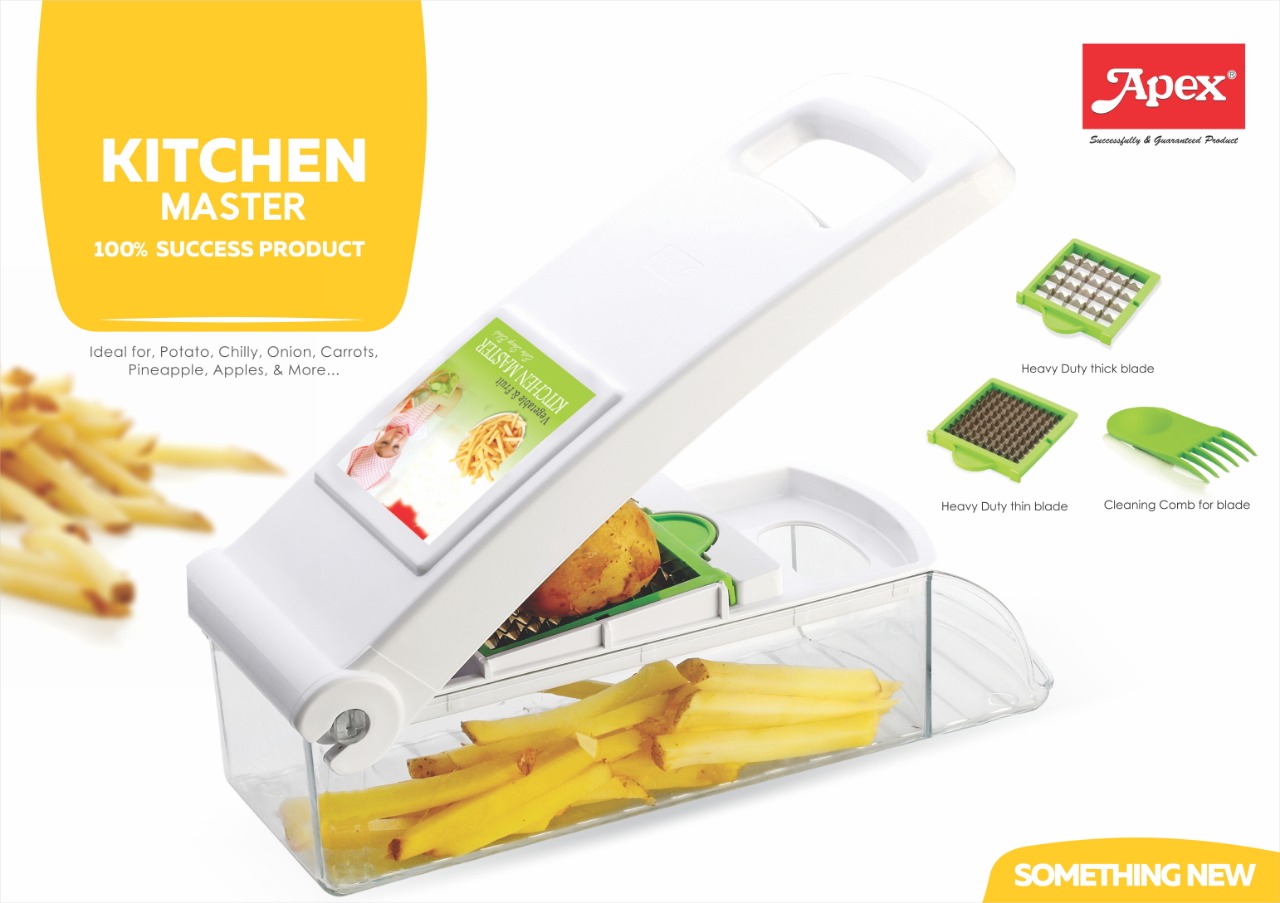 KITCHEN
MASTER
100% SUCCESS PRODUCT
Ideal for, Potato, Chilly, Onion, Carrots,
Pineapple, Apples, & More...
Apex®
Successfully & Guaranteed Product
Heavy Duty thick blade
Heavy Duty thin blade
Cleaning Comb for blade
Vegetable & Fruit
KITCHEN MASTER
SOMETHING NEW